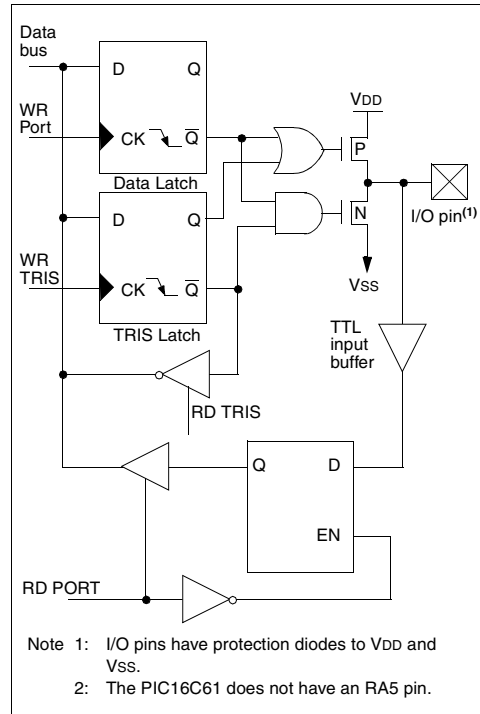 Data
bus
D Q
VDD
WR
Port
CK Q
P
Data Latch
I/O pin(1)
D Q
N
WR
TRIS
CK Q
VSS
TRIS Latch
TTL
input
buffer
RD TRIS
Q D
EN
RD PORT
Note 1: I/O pins have protection diodes to VDD and
VSS.
2: The PIC16C61 does not have an RA5 pin.